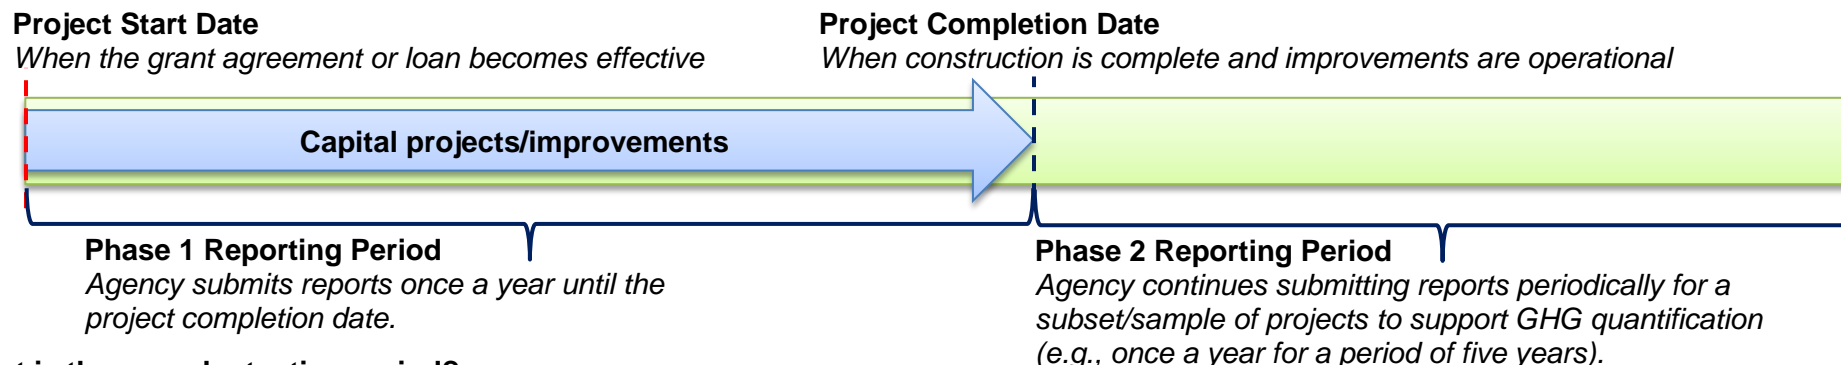 Project Start Date
When the grant agreement or loan becomes effective
Project Completion Date
When construction is complete and improvements are operational
Capital projects/improvements
Phase 1 Reporting Period
Agency submits reports once a year until the
project completion date.
Phase 2 Reporting Period
Agency continues submitting reports periodically for a
subset/sample of projects to support GHG quantification
(e.g., once a year for a period of five years).